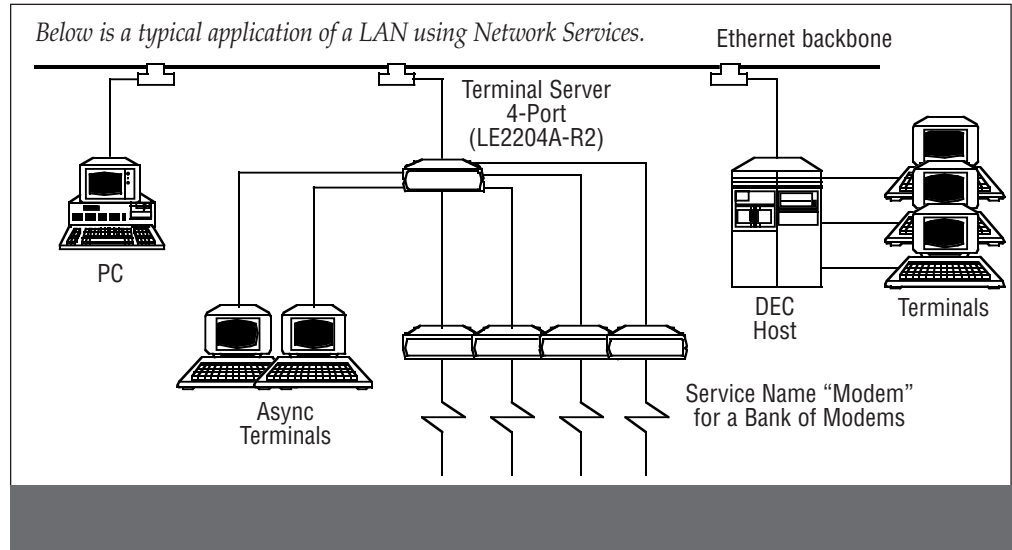 Below is a typical application of a LAN using Network Services.
Ethernet backbone
Terminal Server
4-Port
(LE2204A-R2)
PC
DEC
Host
Terminals
Async
Terminals
Service Name “Modem”
for a Bank of Modems